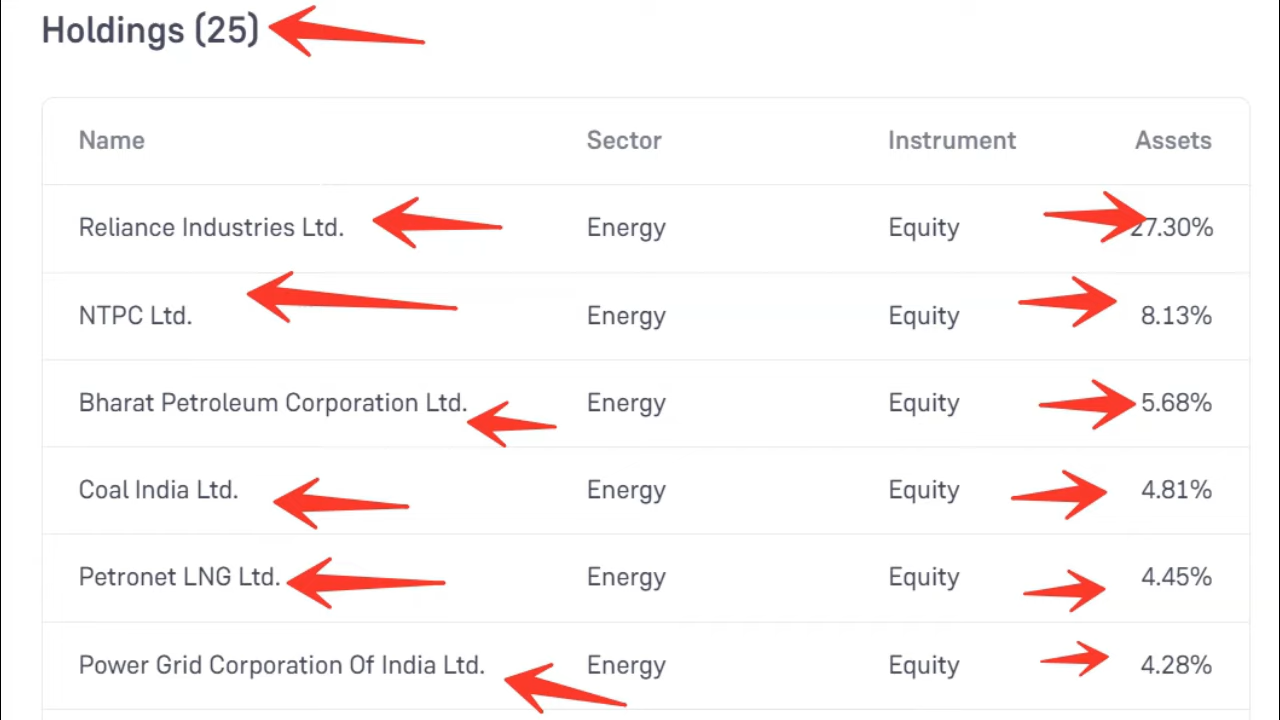 Holdings (25)
Name Sector Instrument Assets
Reliance Industries Ltd. Energy Equity 27.30%
NTPC Ltd. Energy Equity 8.13%
Bharat Petroleum Corporation Ltd. Energy Equity 5.68%
Coal India Ltd. Energy Equity 4.81%
Petronet LNG Ltd. Energy Equity 4.45%
Power Grid Corporation Of India Ltd. Energy Equity 4.28%